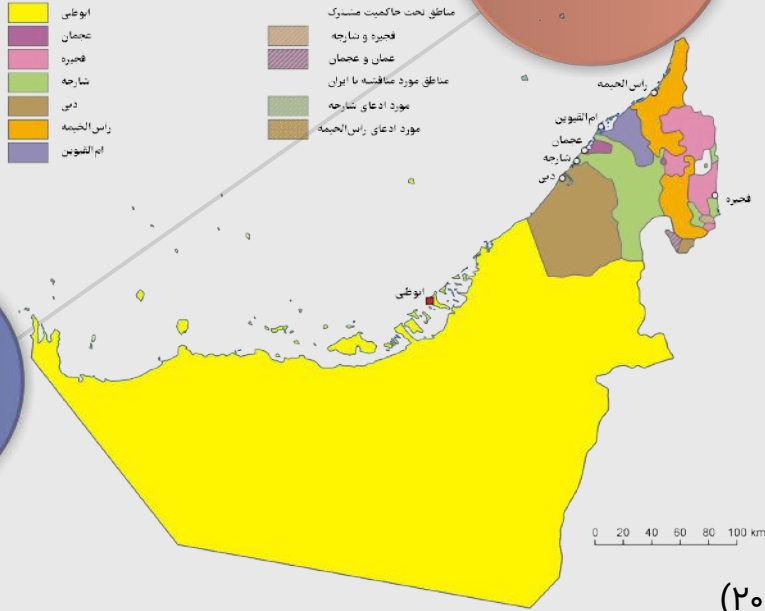 ابوظبی
عجمان
فجیره
شارجه
دبی
راس‌الخیمه
ام‌القیوین
مناطق تحت حاکمیت مشترک
فجیره و شارجه
عمان و عجمان
مناطق مورد مناقشه با ایران
مورد ادعای شارجه
مورد ادعای راس‌الخیمه
راس‌الخیمه
ام‌القیوین
عجمان
شارجه
دبی
فجیره
ابوظبی
0 20 40 60 80 100 km
(۲۰